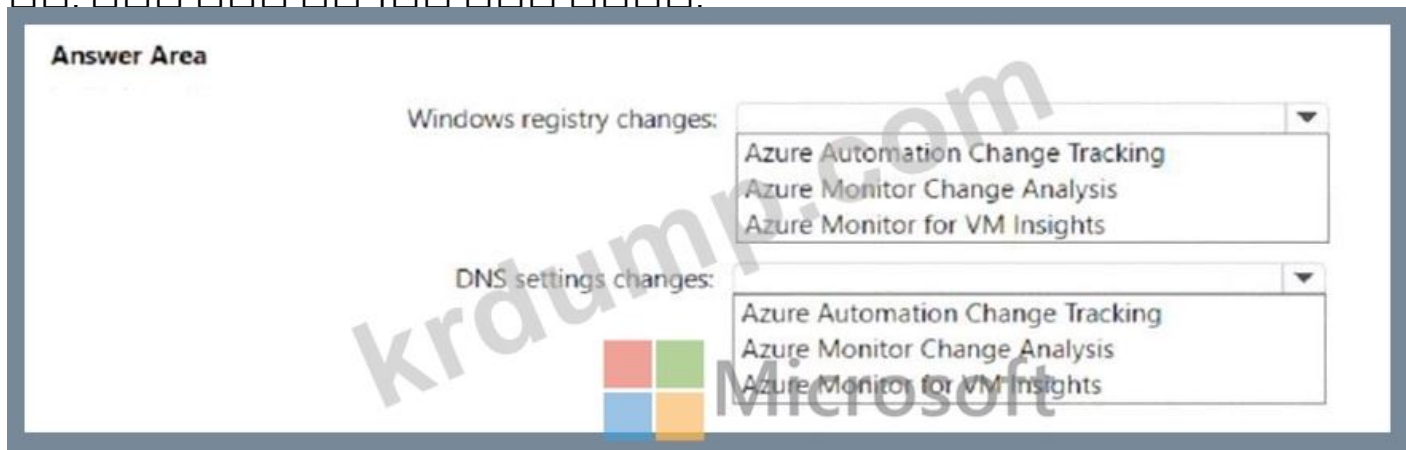 Answer Area
Windows registry changes:
Azure Automation Change Tracking
Azure Monitor Change Analysis
Azure Monitor for VM Insights
DNS settings changes:
Azure Automation Change Tracking
Azure Monitor Change Analysis
Azure Monitor for VM Insights
krdump.com
Microsoft